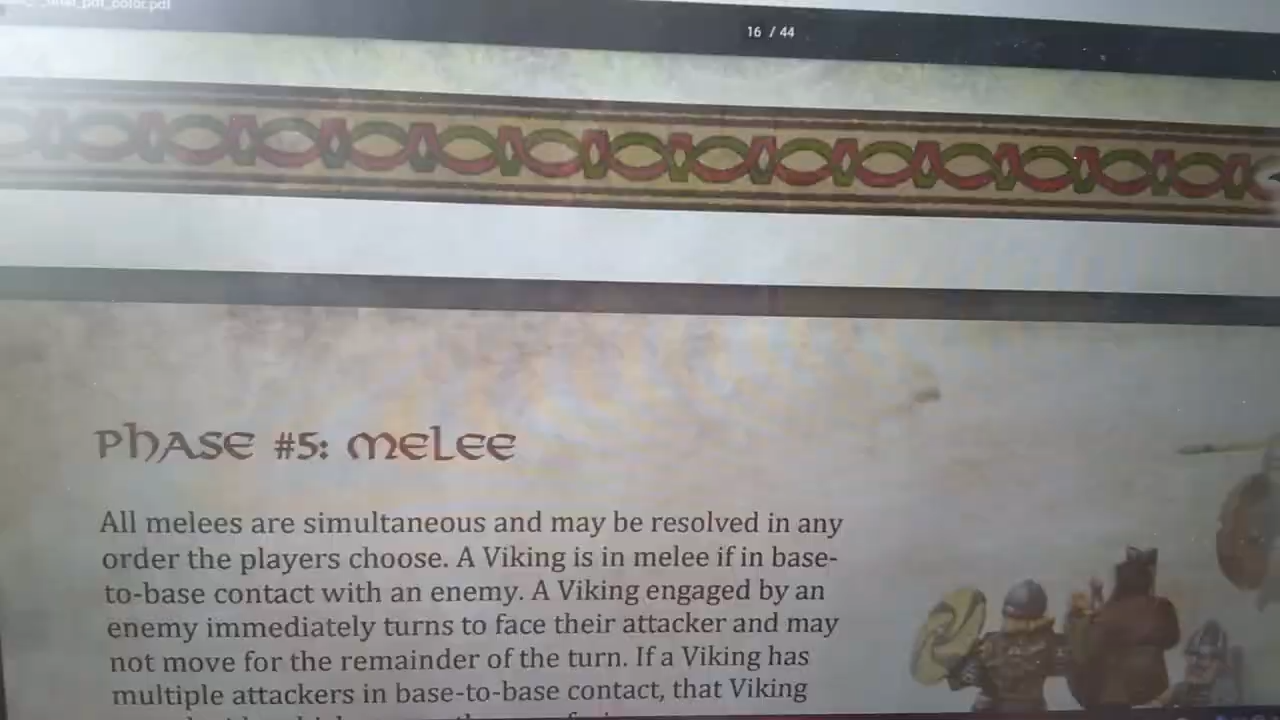 final_pdf_color.pdf
16 / 44
PHASE #5: MELEE
All melees are simultaneous and may be resolved in any
order the players choose. A Viking is in melee if in base-
to-base contact with an enemy. A Viking engaged by an
enemy immediately turns to face their attacker and may
not move for the remainder of the turn. If a Viking has
multiple attackers in base-to-base contact, that Viking